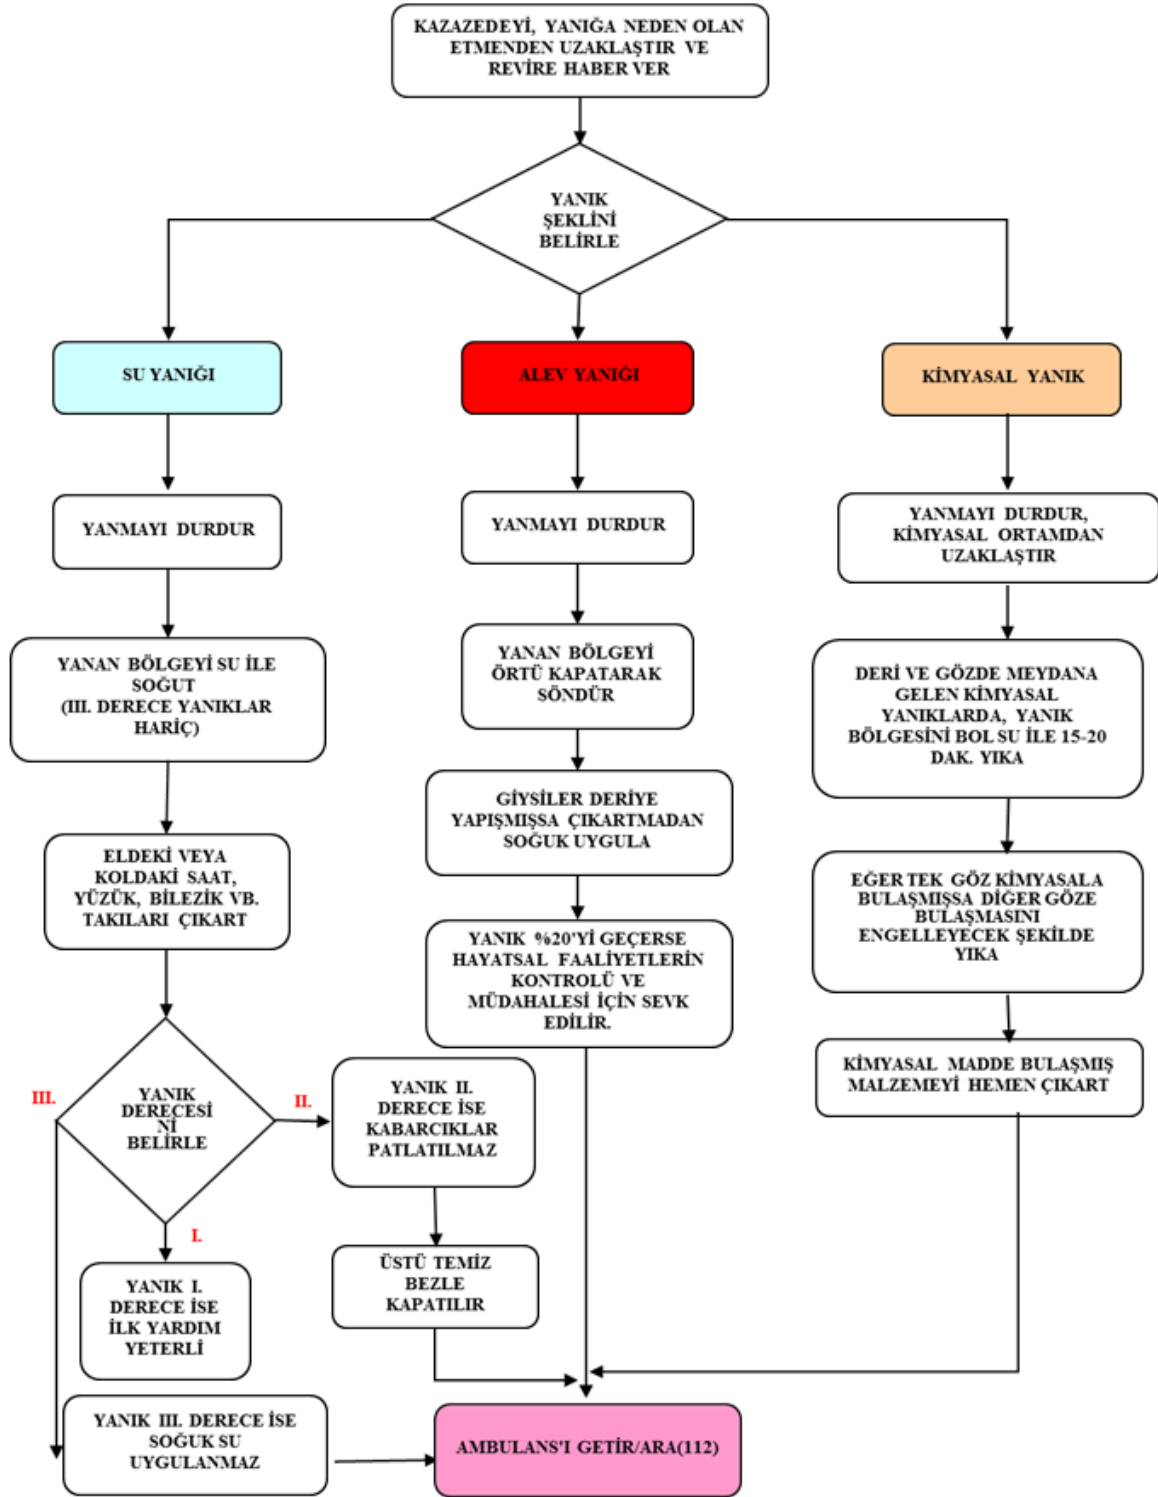 KAZAZEDEYİ, YANIĞA NEDEN OLAN
ETMENDEN UZAKLAŞTIR VE
REVİRE HABER VER
YANIK
ŞEKLİNİ
BELİRLE
SU YANIĞI
ALEV YANIĞI
KİMYASAL YANIK
YANMAYI DURDUR
YANMAYI DURDUR
YANMAYI DURDUR,
KİMYASAL ORTAMDAN
UZAKLAŞTIR
YANAN BÖLGEYİ SU İLE
SOĞUT
(III. DERECE YANIKLAR
HARİÇ)
YANAN BÖLGEYİ
ÖRTÜ KAPATARAK
SÖNDÜR
DERİ VE GÖZDE MEYDANA
GELEN KİMYASAL
YANIKLARDA, YANIK
BÖLGESİNİ BOL SU İLE 15-20
DAK. YIKA
GİYSİLER DERİYE
YAPIŞMIŞSA ÇIKARTMADAN
SOĞUK UYGULA
ELDEKİ VEYA
KOLDAKİ SAAT,
YÜZÜK, BİLEZİK VB.
TAKILARI ÇIKART
EĞER TEK GÖZ KİMYASALA
BULAŞMIŞSA DİĞER GÖZE
BULAŞMASINI
ENGELLEYECEK ŞEKİLDE
YIKA
YANIK %20'Yİ GEÇERSE
HAYATSAL FAALİYETLERİN
KONTROLÜ VE
MÜDAHALESİ İÇİN SEVK
EDİLİR.
KİMYASAL MADDE BULAŞMIŞ
MALZEMEYİ HEMEN ÇIKART
III.
YANIK
DERECESİ
Nİ
BELİRLE
II.
YANIK II.
DERECE İSE
KABARCIKLAR
PATLATILMAZ
I.
YANIK I.
DERECE İSE
İLK YARDIM
YETERLİ
ÜSTÜ TEMİZ
BEZLE
KAPATILIR
YANIK III. DERECE İSE
SOĞUK SU
UYGULANMAZ
AMBULANS'I GETİR/ARA(112)